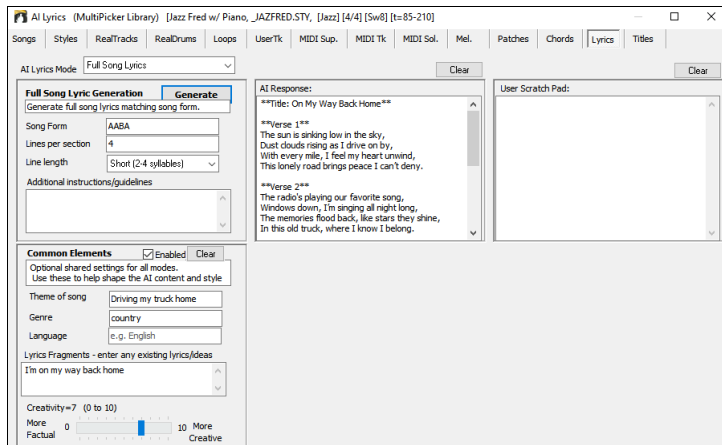 AI Lyrics (MultiPicker Library) [Jazz Fred w/ Piano, _JAZFRED.STY, [Jazz] [4/4] [Sw8] [t=85-210]
Songs Styles RealTracks RealDrums Loops UserTk MIDI Sup. MIDI Tk MIDI Sol. Mel. Patches Chords Lyrics Titles
AI Lyrics Mode Full Song Lyrics Clear Clear
Full Song Lyric Generation Generate
Generate full song lyrics matching song form.
Song Form AABA
Lines per section 4
Line length Short (2-4 syllables)
Additional instructions/guidelines
AI Response:
**Title: On My Way Back Home**
**Verse 1**
The sun is sinking low in the sky,
Dust clouds rising as I drive on by,
With every mile, I feel my heart unwind,
This lonely road brings peace I can't deny.
**Verse 2**
The radio's playing our favorite song,
Windows down, I'm singing all night long,
The memories flood back, like stars they shine,
In this old truck, where I know I belong.
User Scratch Pad:
Common Elements Enabled Clear
Optional shared settings for all modes.
Use these to help shape the AI content and style
Theme of song Driving my truck home
Genre country
Language e.g. English
Lyrics Fragments - enter any existing lyrics/ideas
I'm on my way back home
Creativity=7 (0 to 10)
More Factual 0 10 More Creative